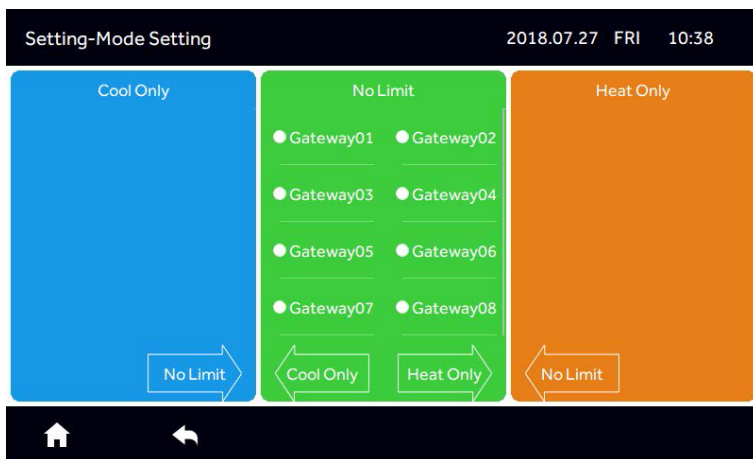 Setting-Mode Setting 2018.07.27 FRI 10:38
Cool Only No Limit Heat Only
Gateway01 Gateway02
Gateway03 Gateway04
Gateway05 Gateway06
Gateway07 Gateway08
No Limit Cool Only Heat Only No Limit